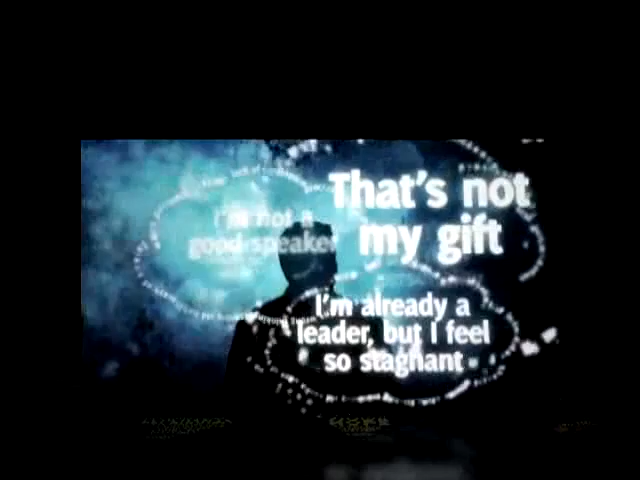 That's not
my gift
I'm not a
good speaker
I'm already a
leader, but I feel
so stagnant